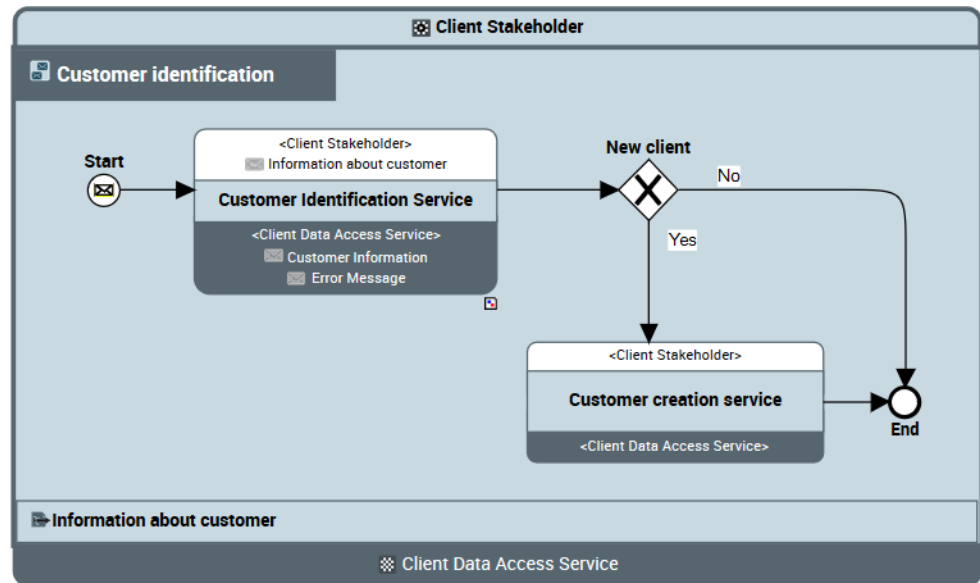 Client Stakeholder
Customer identification
Start
<Client Stakeholder>
Information about customer
Customer Identification Service
<Client Data Access Service>
Customer Information
Error Message
New client
No
Yes
<Client Stakeholder>
Customer creation service
<Client Data Access Service>
End
Information about customer
Client Data Access Service